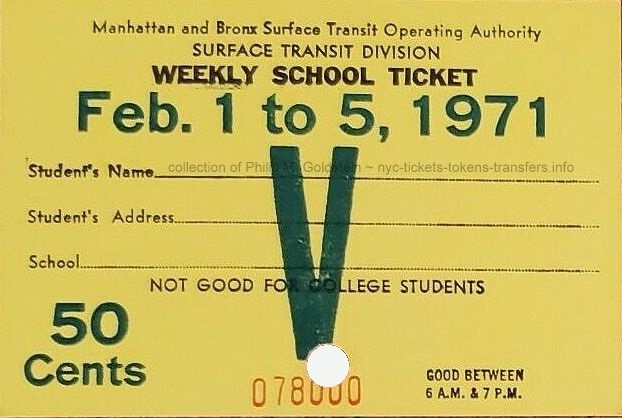 Manhattan and Bronx Surface Transit Operating Authority
SURFACE TRANSIT DIVISION
WEEKLY SCHOOL TICKET
Feb. 1 to 5, 1971
Student's Name
collection of Philip M. Goldstein ~ nyc-tickets-tokens-transfers.info
Student's Address
School
V
NOT GOOD FOR COLLEGE STUDENTS
50
Cents
078000
GOOD BETWEEN
6 A.M. & 7 P.M.